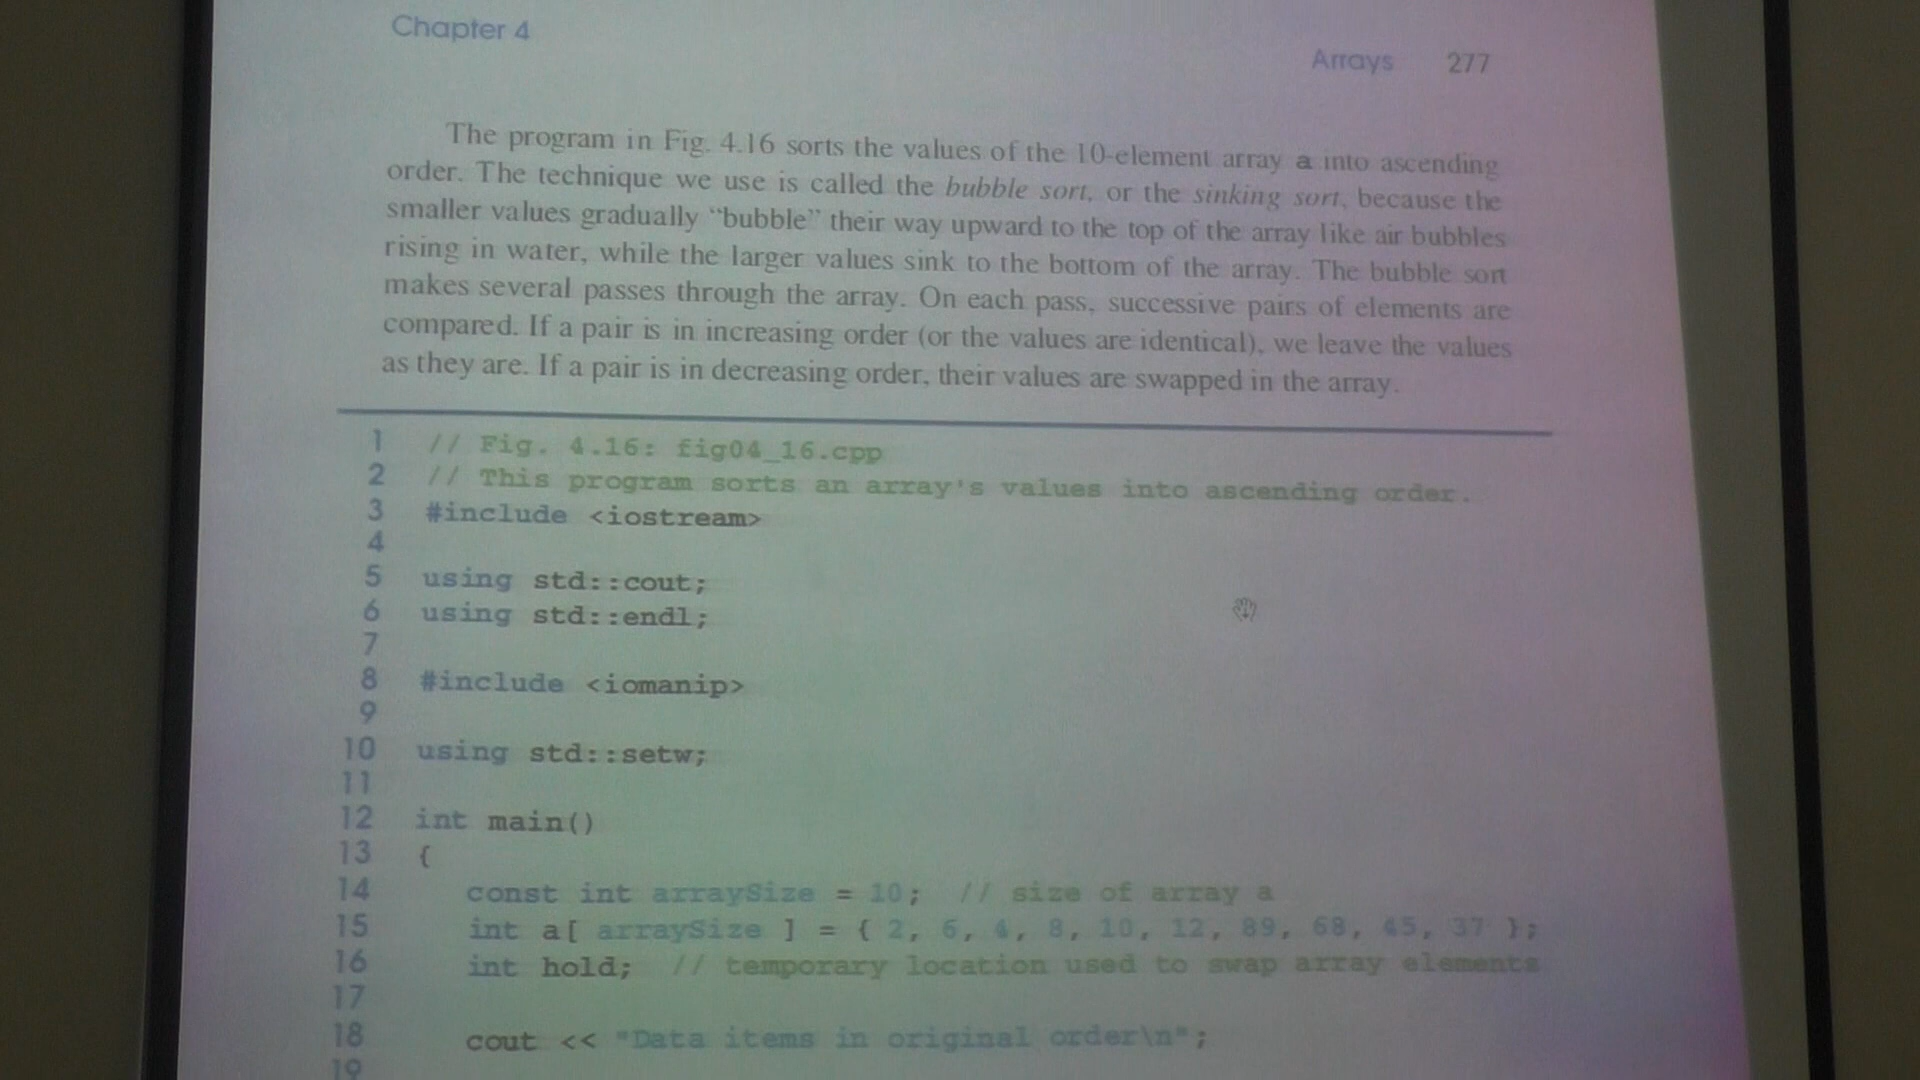 Chapter 4
Arrays 277
The program in Fig. 4.16 sorts the values of the 10-element array a into ascending
order. The technique we use is called the bubble sort, or the sinking sort, because the
smaller values gradually “bubble” their way upward to the top of the array like air bubbles
rising in water, while the larger values sink to the bottom of the array. The bubble sort
makes several passes through the array. On each pass, successive pairs of elements are
compared. If a pair is in increasing order (or the values are identical), we leave the values
as they are. If a pair is in decreasing order, their values are swapped in the array.
1 // Fig. 4.16: fig04_16.cpp
2 // This program sorts an array's values into ascending order.
3 #include <iostream>
4
5 using std::cout;
6 using std::endl;
7
8 #include <iomanip>
9
10 using std::setw;
11
12 int main()
13 {
14 const int arraySize = 10; // size of array a
15 int a[ arraySize ] = { 2, 6, 4, 8, 10, 12, 89, 68, 45, 37 };
16 int hold; // temporary location used to swap array elements
17
18 cout << "Data items in original order\n";
19